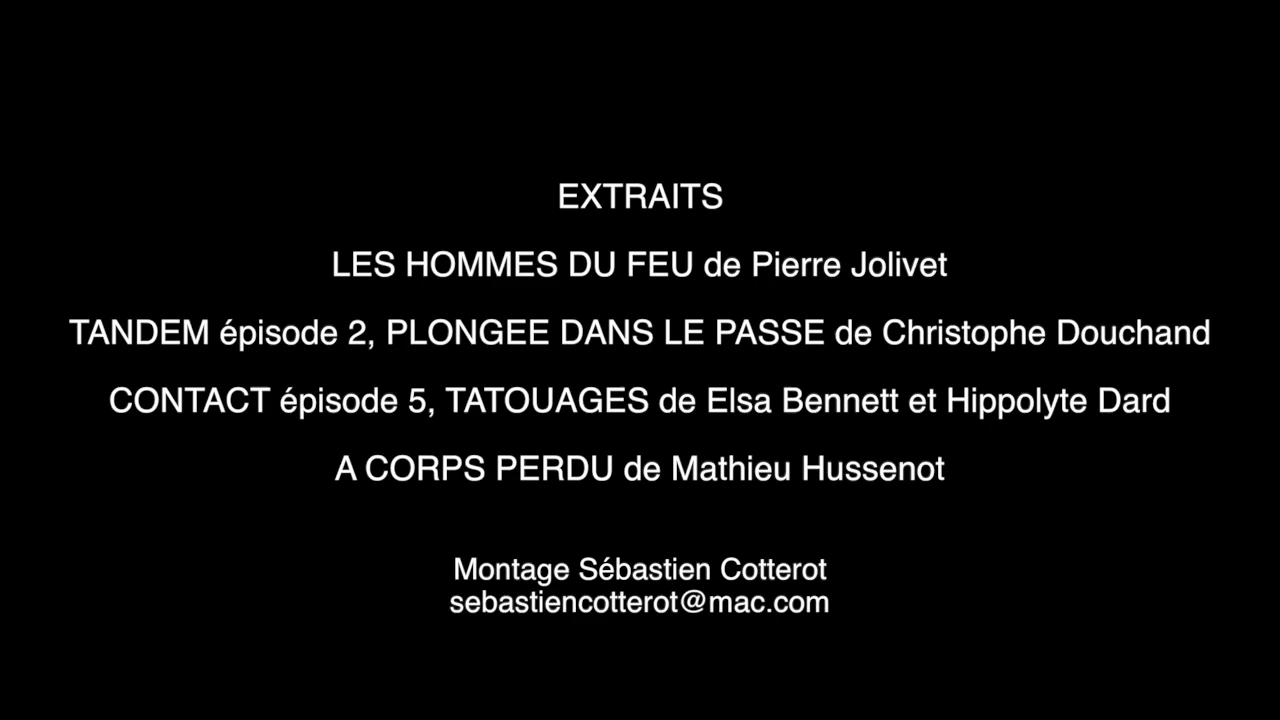 EXTRAITS
LES HOMMES DU FEU de Pierre Jolivet
TANDEM épisode 2, PLONGEE DANS LE PASSE de Christophe Douchand
CONTACT épisode 5, TATOUAGES de Elsa Bennett et Hippolyte Dard
A CORPS PERDU de Mathieu Hussenot
Montage Sébastien Cotterot
sebastiencotterot@mac.com